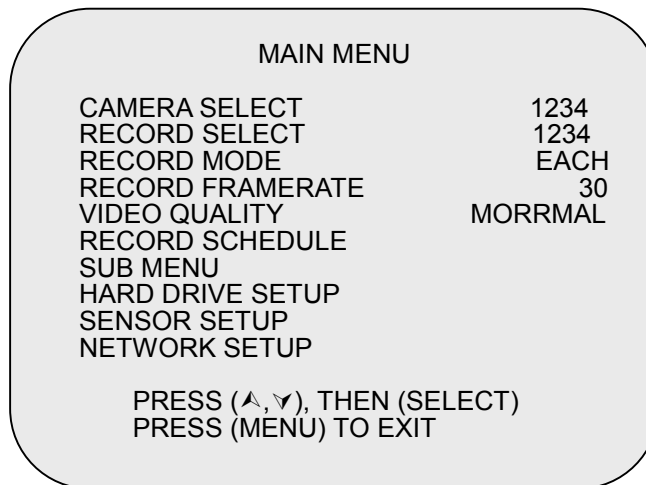 MAIN MENU
CAMERA SELECT 1234
RECORD SELECT 1234
RECORD MODE EACH
RECORD FRAMERATE 30
VIDEO QUALITY MORRMAL
RECORD SCHEDULE
SUB MENU
HARD DRIVE SETUP
SENSOR SETUP
NETWORK SETUP
PRESS (⮝,⮟), THEN (SELECT)
PRESS (MENU) TO EXIT